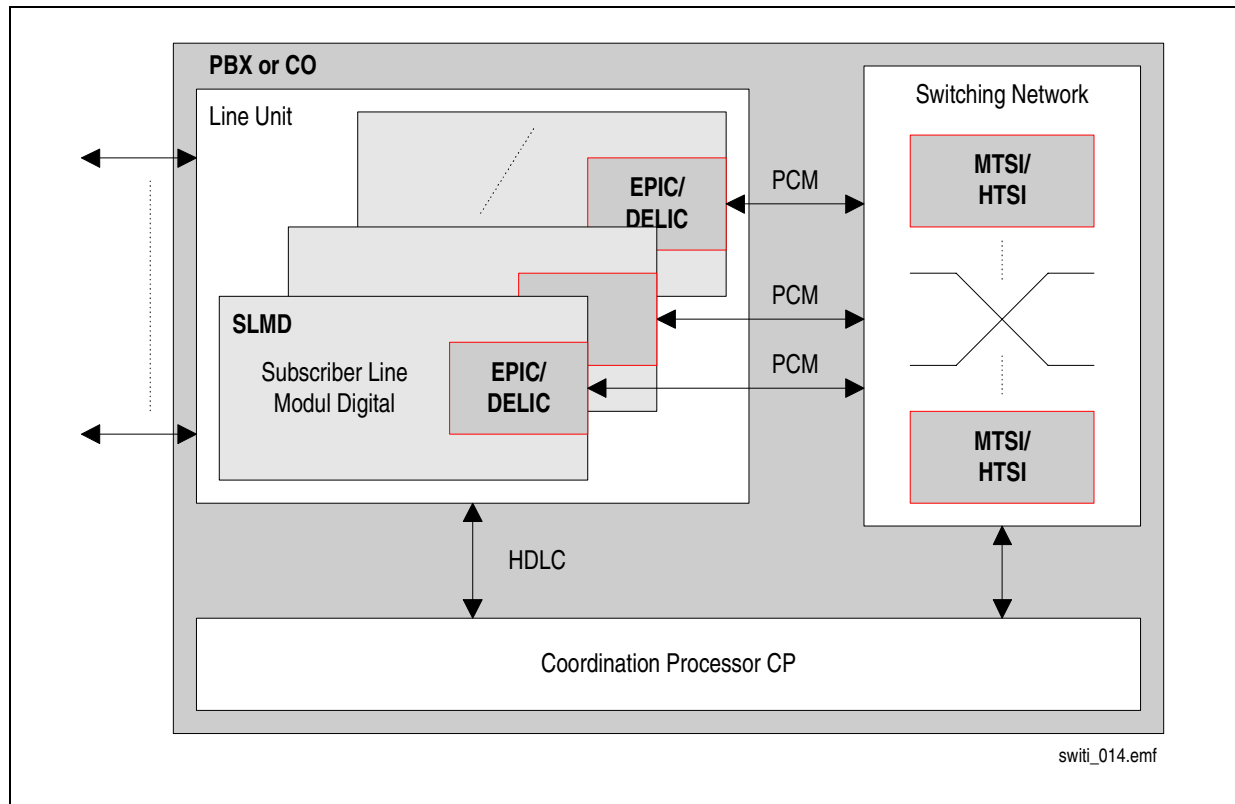 PBX or CO
Line Unit
Switching Network
EPIC/
DELIC
PCM
MTSI/
HTSI
PCM
SLMD
Subscriber Line
Modul Digital
EPIC/
DELIC
PCM
MTSI/
HTSI
HDLC
Coordination Processor CP
switi_014.emf